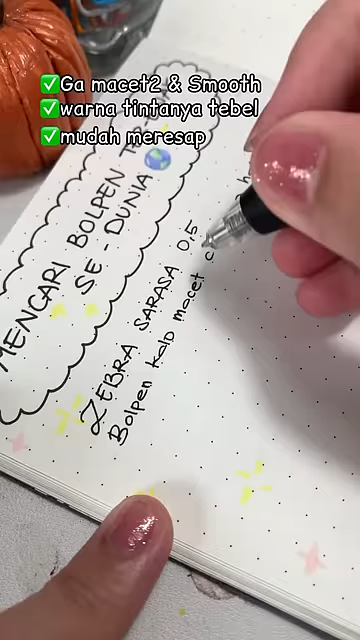 ✅Ga macet2 & Smooth
✅warna tintanya tebel
✅mudah meresap
MENCARI BOLPEN
SE - DUNIA
ZEBRA SARASA 0,5
Bolpen kalo macet c